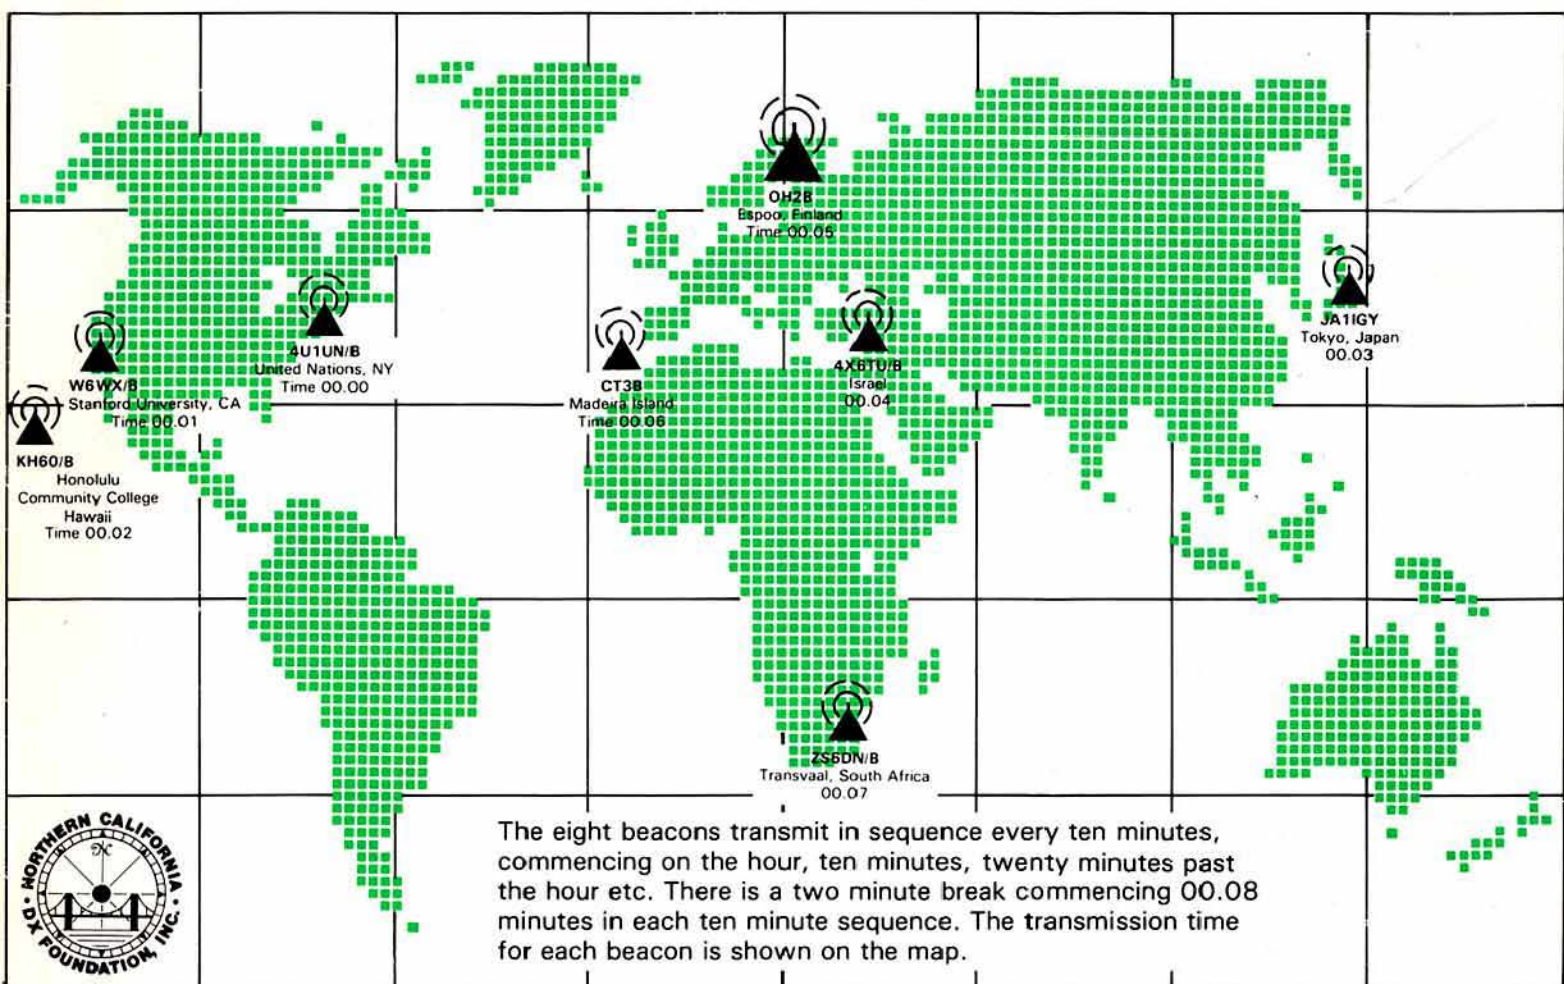 OH2B
Espoo, Finland
Time 00.05
JA1IGY
Tokyo, Japan
00.03
4U1UN/B
United Nations, NY
Time 00.00
4X6TU/B
Israel
00.04
W6WX/B
Stanford University, CA
Time 00.01
CT3B
Madeira Island
Time 00.06
KH60/B
Honolulu
Community College
Hawaii
Time 00.02
ZS6DN/B
Transvaal, South Africa
00.07
The eight beacons transmit in sequence every ten minutes,
commencing on the hour, ten minutes, twenty minutes past
the hour etc. There is a two minute break commencing 00.08
minutes in each ten minute sequence. The transmission time
for each beacon is shown on the map.
NORTHERN CALIFORNIA
• DX FOUNDATION, INC. •
N